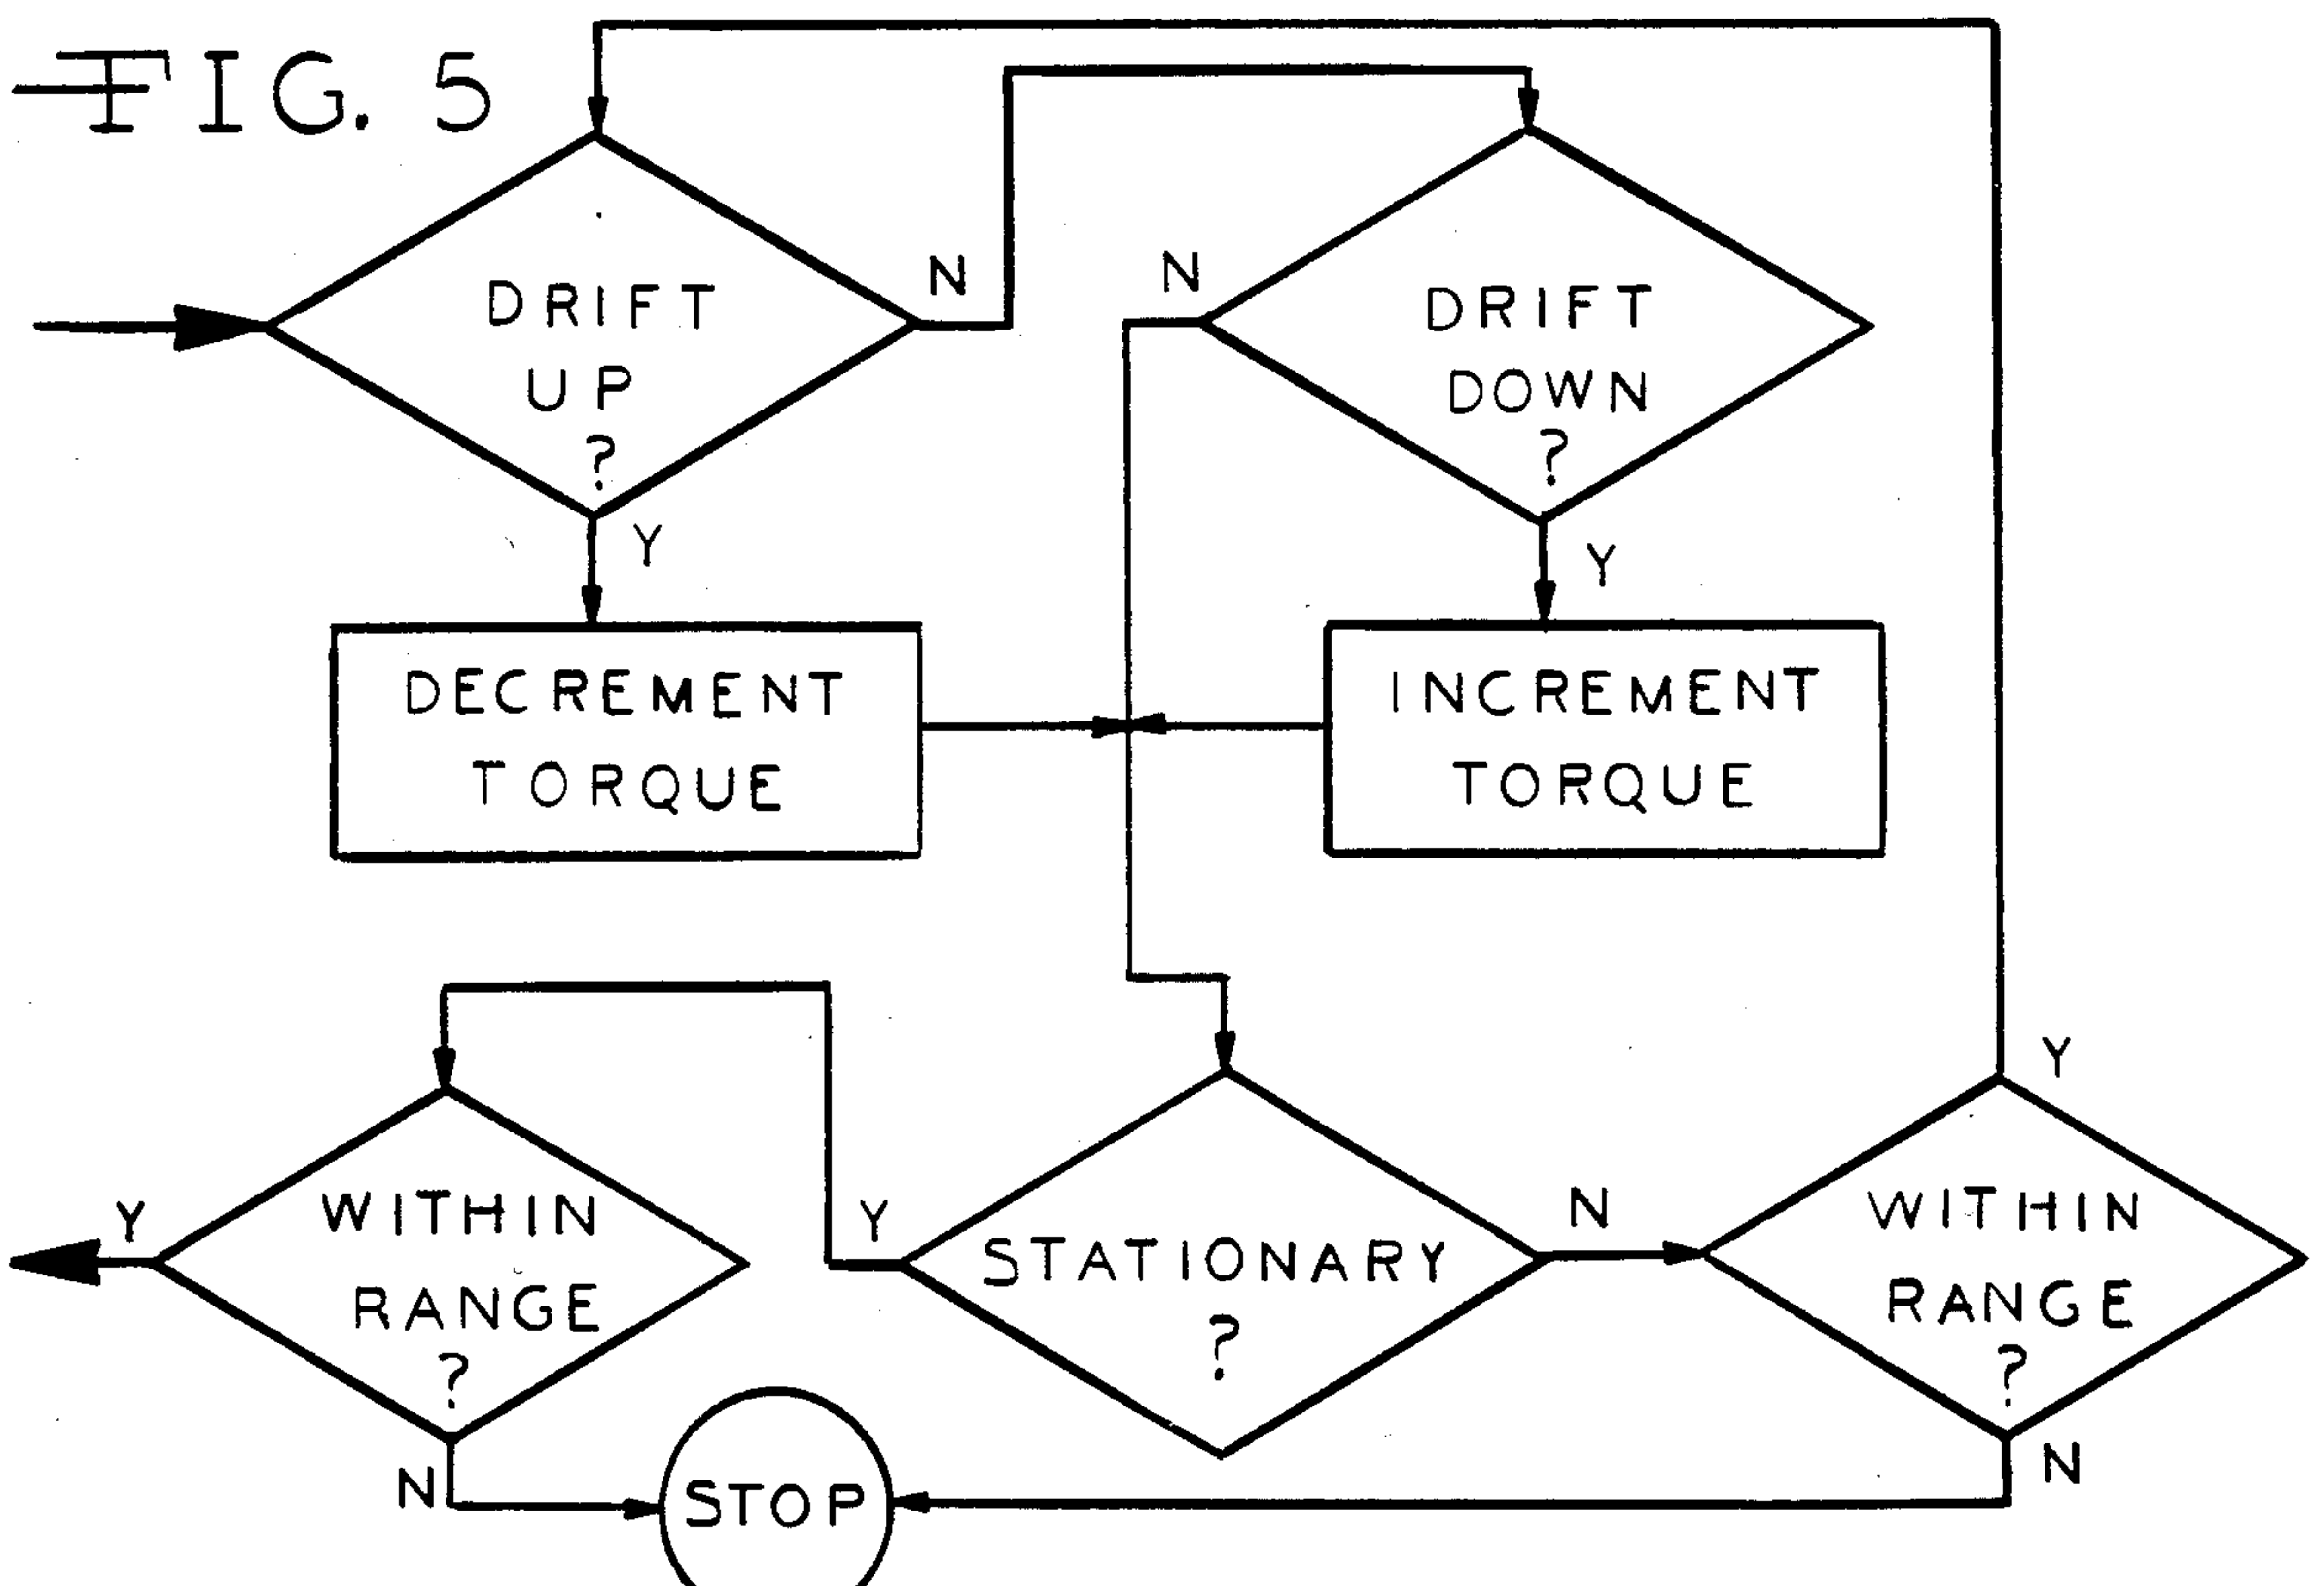 FIG. 5
DRIFT
UP
?
N
Y
N
DRIFT
DOWN
?
Y
DECREMENT
TORQUE
INCREMENT
TORQUE
Y
WITHIN
RANGE
?
N
Y
STATIONARY
?
N
Y
WITHIN
RANGE
?
N
STOP